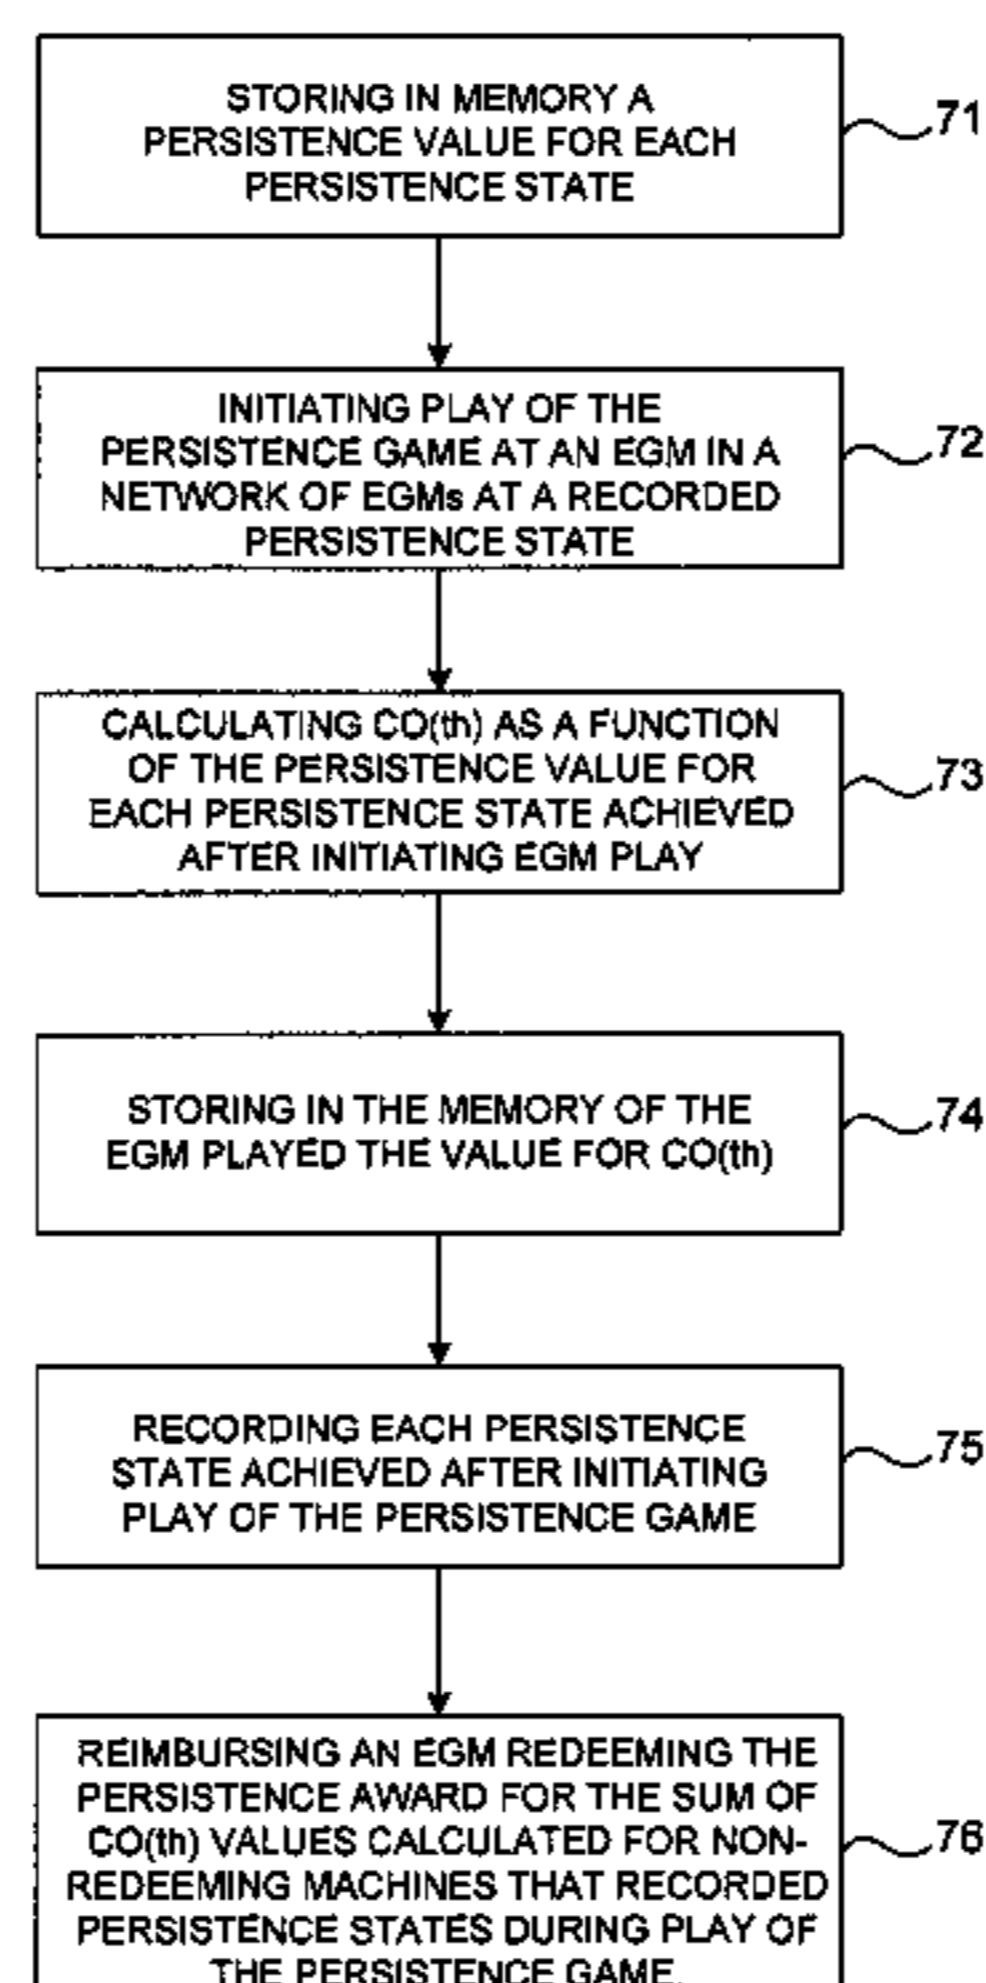 STORING IN MEMORY A
PERSISTENCE VALUE FOR EACH
PERSISTENCE STATE
71
INITIATING PLAY OF THE
PERSISTENCE GAME AT AN EGM IN A
NETWORK OF EGMs AT A RECORDED
PERSISTENCE STATE
72
CALCULATING CO(th) AS A FUNCTION
OF THE PERSISTENCE VALUE FOR
EACH PERSISTENCE STATE ACHIEVED
AFTER INITIATING EGM PLAY
73
STORING IN THE MEMORY OF THE
EGM PLAYED THE VALUE FOR CO(th)
74
RECORDING EACH PERSISTENCE
STATE ACHIEVED AFTER INITIATING
PLAY OF THE PERSISTENCE GAME
75
REIMBURSING AN EGM REDEEMING THE
PERSISTENCE AWARD FOR THE SUM OF
CO(th) VALUES CALCULATED FOR NON-
REDEEMING MACHINES THAT RECORDED
PERSISTENCE STATES DURING PLAY OF
THE PERSISTENCE GAME.
76